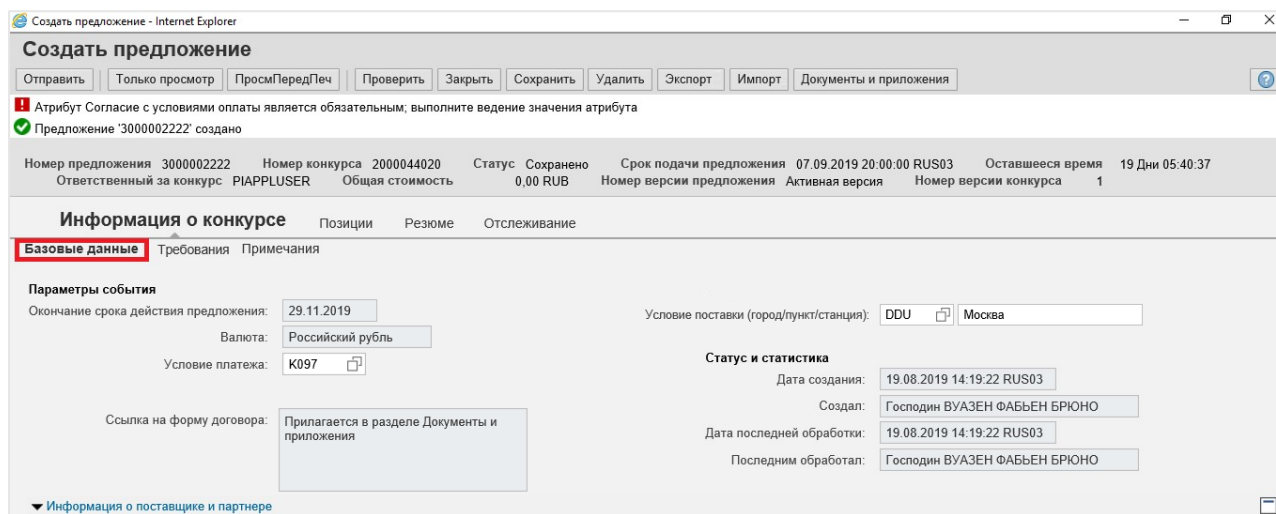 Создать предложение - Internet Explorer
Создать предложение
Отправить Только просмотр ПросмПередПеч Проверить Закрыть Сохранить Удалить Экспорт Импорт Документы и приложения
Атрибут Согласие с условиями оплаты является обязательным; выполните ведение значения атрибута
Предложение '3000002222' создано
Номер предложения 3000002222 Номер конкурса 2000044020 Статус Сохранено Срок подачи предложения 07.09.2019 20:00:00 RUS03 Оставшееся время 19 Дни 05:40:37
Ответственный за конкурс PIAPPLUSER Общая стоимость 0,00 RUB Номер версии предложения Активная версия Номер версии конкурса 1
Информация о конкурсе Позиции Резюме Отслеживание
Базовые данные Требования Примечания
Параметры события
Окончание срока действия предложения: 29.11.2019 Условие поставки (город/пункт/станция): DDU Москва
Валюта: Российский рубль
Условие платежа: K097
Статус и статистика
Дата создания: 19.08.2019 14:19:22 RUS03
Создал: Господин ВУАЗЕН ФАБЬЕН БРЮНО
Ссылка на форму договора: Прилагается в разделе Документы и
приложения
Дата последней обработки: 19.08.2019 14:19:22 RUS03
Последним обработал: Господин ВУАЗЕН ФАБЬЕН БРЮНО
Информация о поставщике и партнере